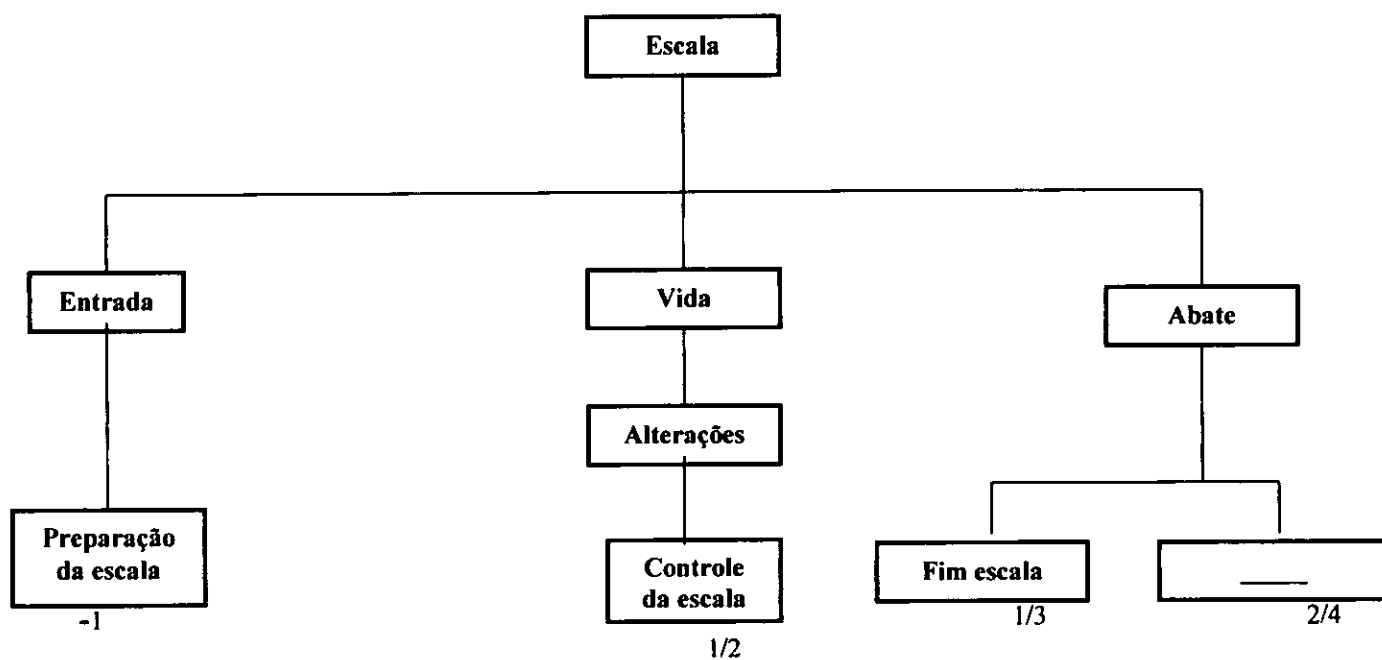 Escala
Entrada
Vida
Abate
Alterações
Preparação
da escala
-1
Controle
da escala
1/2
Fim escala
1/3
2/4